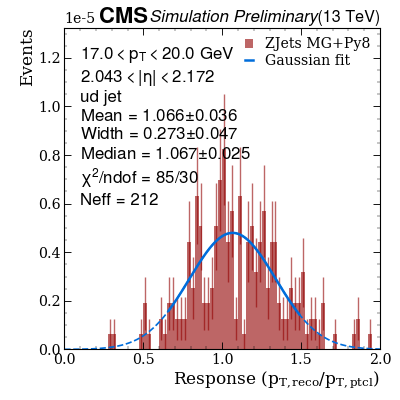 1e-5 CMS Simulation Preliminary (13 TeV)
Events
17.0 < pT < 20.0 GeV
2.043 < |η| < 2.172
ud jet
Mean = 1.066±0.036
Width = 0.273±0.047
Median = 1.067±0.025
χ²/ndof = 85/30
Neff = 212
ZJets MG+Py8
Gaussian fit
1.2
1.0
0.8
0.6
0.4
0.2
0.0
0.0 0.5 1.0 1.5 2.0
Response (pT,reco/pT,ptcl)